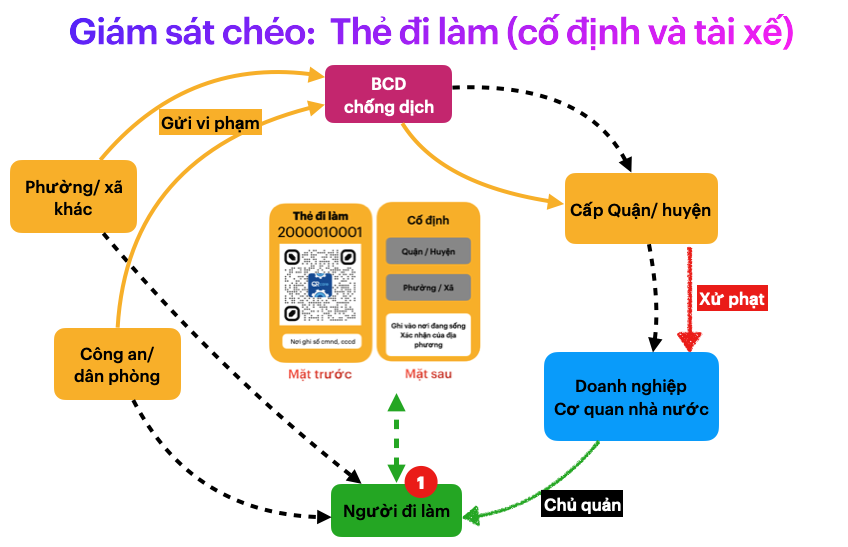 Giám sát chéo: Thẻ đi làm (cố định và tài xế)
BCD
chống dịch
Gửi vi phạm
Phường/ xã
khác
Cấp Quận/ huyện
Thẻ đi làm
2000010001
Nơi ghi số cmnd, cccd
Mặt trước
Cố định
Quận / Huyện
Phường / Xã
Ghi vào nơi đang sống
Xác nhận của địa
phương
Mặt sau
Xử phạt
Công an/
dân phòng
Doanh nghiệp
Cơ quan nhà nước
1
Người đi làm
Chủ quản